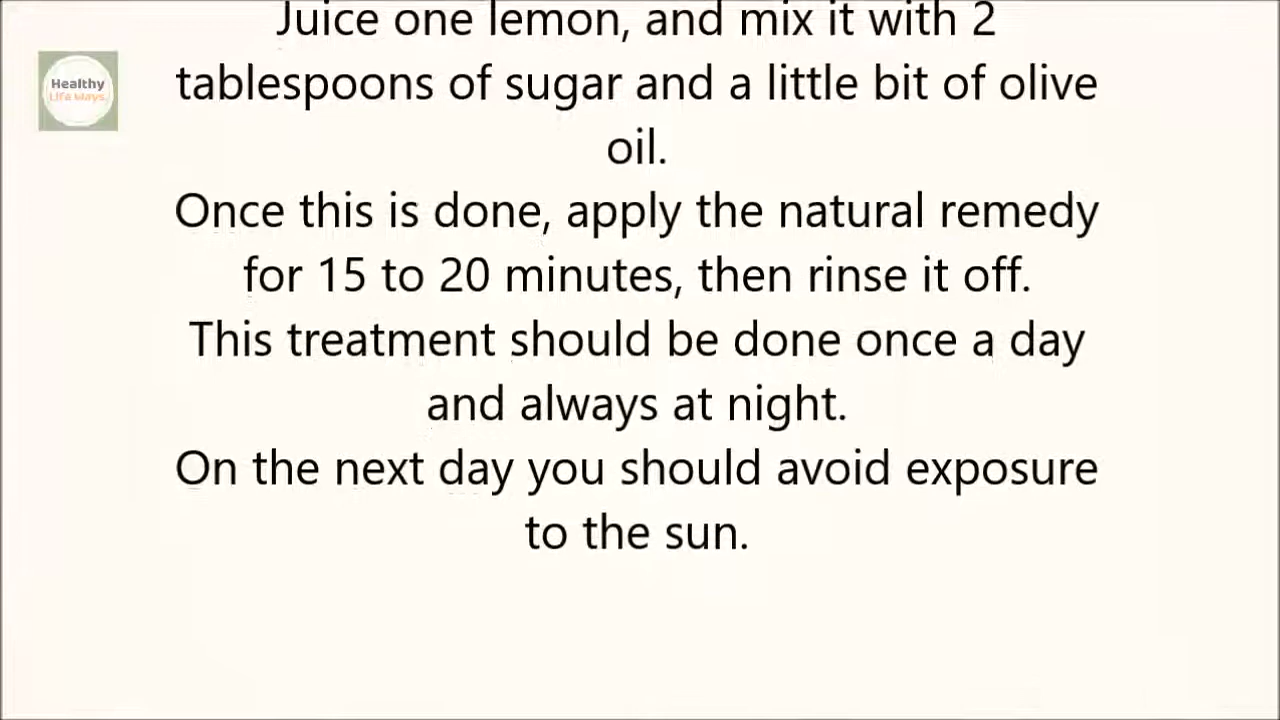 Juice one lemon, and mix it with 2
Healthy
Life Ways
tablespoons of sugar and a little bit of olive
oil.
Once this is done, apply the natural remedy
for 15 to 20 minutes, then rinse it off.
This treatment should be done once a day
and always at night.
On the next day you should avoid exposure
to the sun.